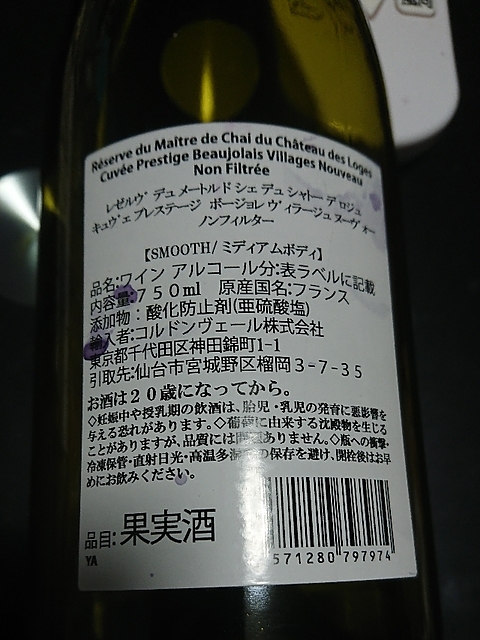 Réserve du Maître de Chai du Château des Loges
Cuvée Prestige Beaujolais Villages Nouveau
Non Filtrée
レゼルヴ デュ メートルド シェ デュ シャトー デ ロジュ
キュヴェ プレステージ ボージョレ ヴィラージュ ヌーヴォー
ノンフィルター
【SMOOTH/ミディアムボディ】
品名:ワイン アルコール分:表ラベルに記載
内容量:750ml 原産国名:フランス
添加物:酸化防止剤(亜硫酸塩)
輸入者:コルドンヴェール株式会社
東京都千代田区神田錦町1-1
引取先:仙台市宮城野区榴岡3-7-35
お酒は20歳になってから。
◇妊娠中や授乳期の飲酒は、胎児・乳児の発育に悪影響を
与える恐れがあります。◇葡萄に由来する沈殿物を生じる
ことがありますが、品質には問題ありません。◇瓶への衝撃・
冷凍保管・直射日光・高温多湿での保存を避け、開栓後はお早
めにお飲みください。
品目:果実酒
YA
571280 797974